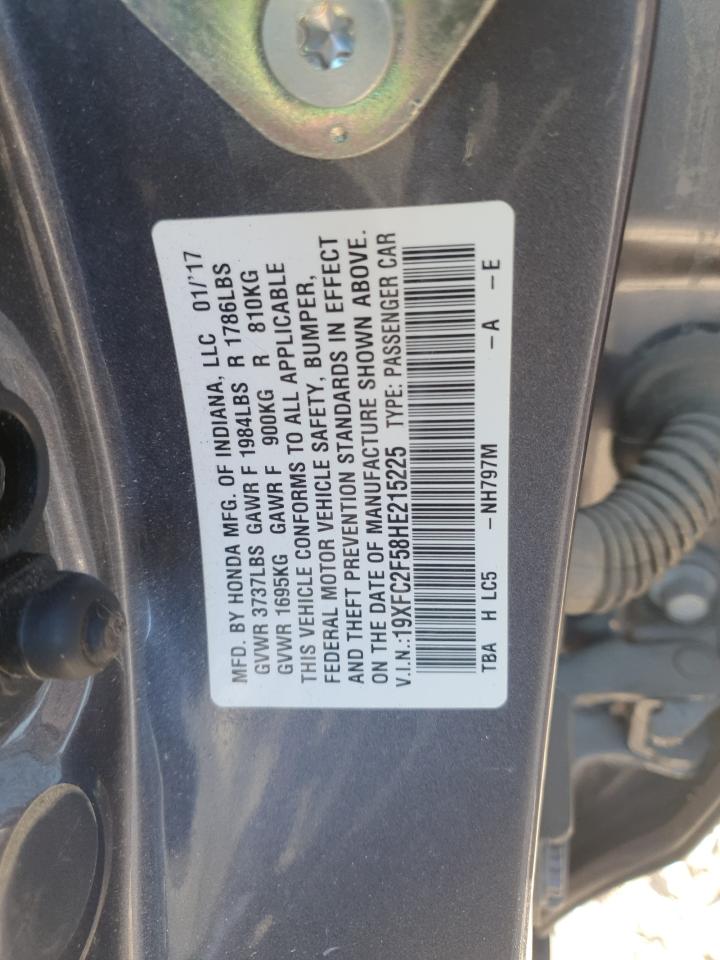 MFD. BY HONDA MFG. OF INDIANA, LLC 01/'17
GVWR 3737LBS GAWR F 1984LBS R 1786LBS
GVWR 1695KG GAWR F 900KG R 810KG
THIS VEHICLE CONFORMS TO ALL APPLICABLE
FEDERAL MOTOR VEHICLE SAFETY, BUMPER,
AND THEFT PREVENTION STANDARDS IN EFFECT
ON THE DATE OF MANUFACTURE SHOWN ABOVE.
V.I.N.:19XFC2F58HE215225 TYPE: PASSENGER CAR
TBA H LC5 -NH797M -A -E